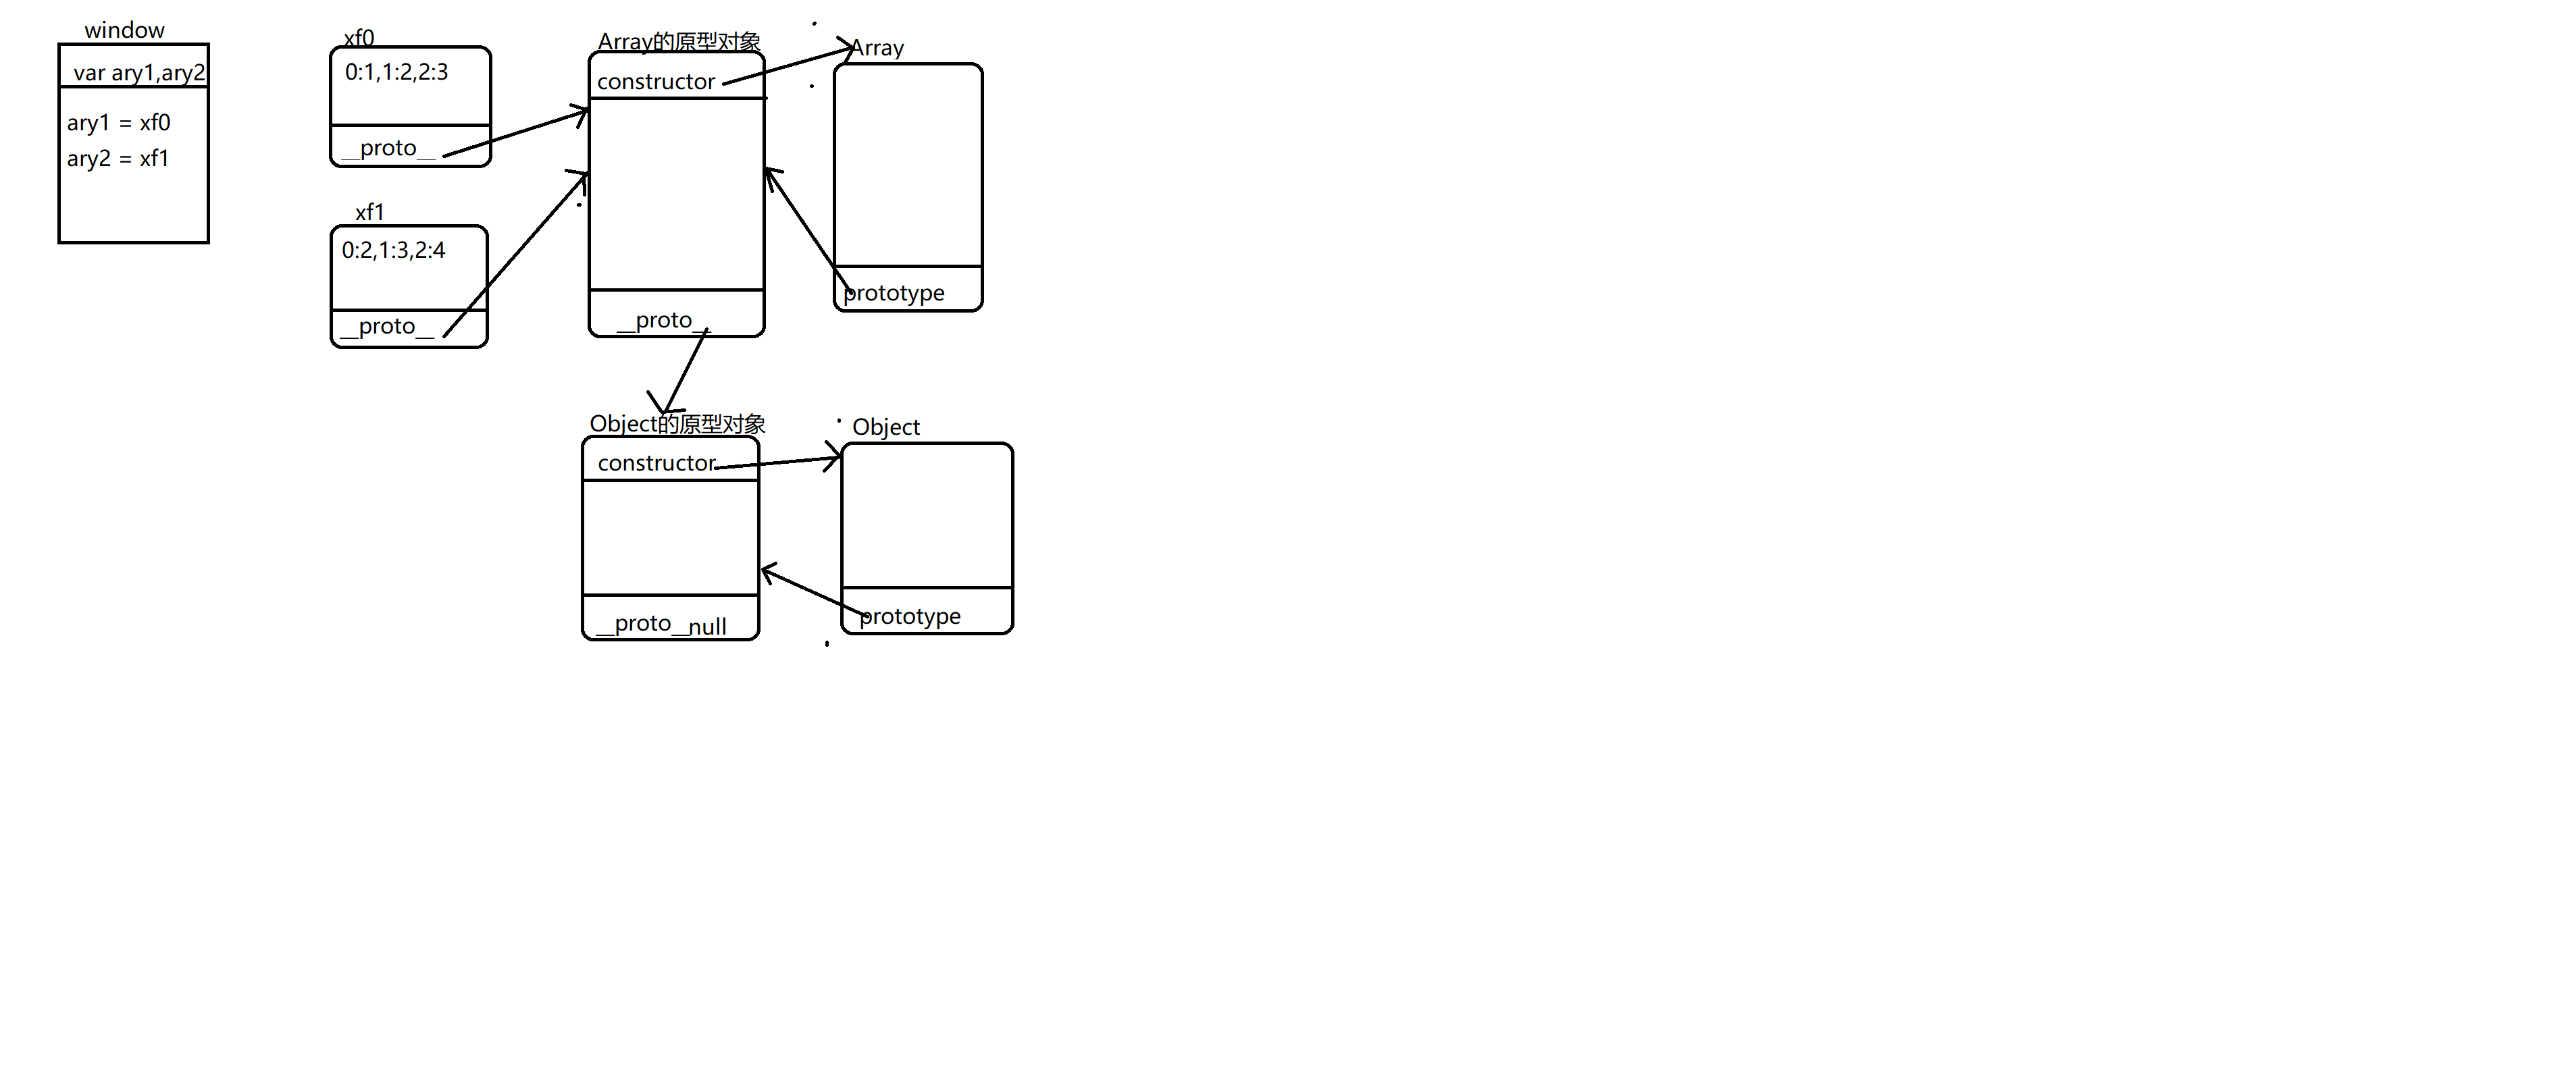 window
var ary1,ary2
ary1 = xf0
ary2 = xf1
xf0
0:1,1:2,2:3
__proto__
xf1
0:2,1:3,2:4
__proto__
Array的原型对象
constructor
__proto__
Array
prototype
Object的原型对象
constructor
__proto__null
Object
prototype